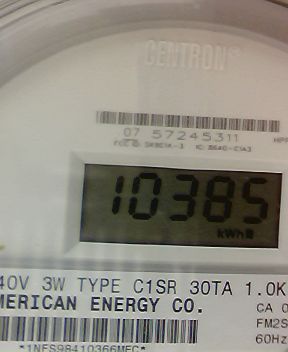 CENTRON®
07 57245311
10385
kWh
40V 3W TYPE C1SR 30TA 1.0K
MERICAN ENERGY CO.
CA 0
FM2S
60Hz
*1NFS98410366MEC*